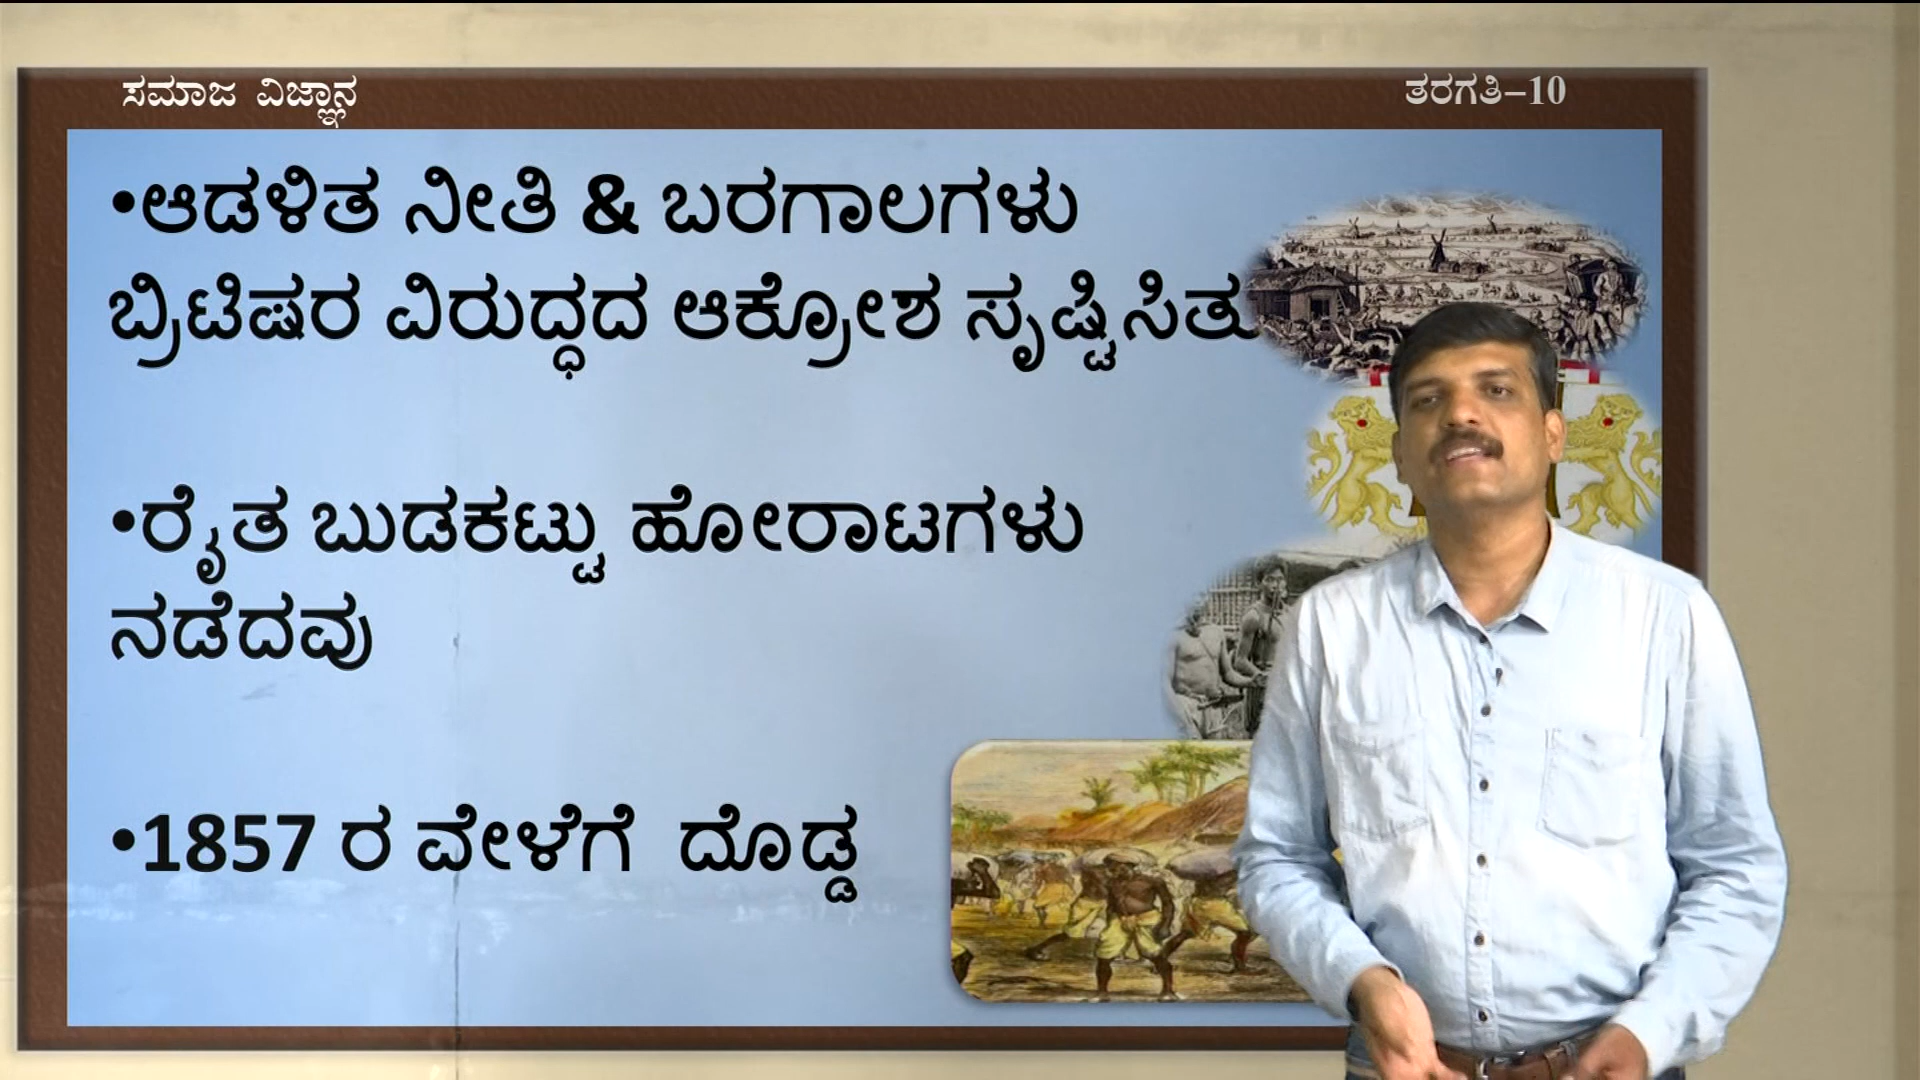 ಸಮಾಜ ವಿಜ್ಞಾನ
ತರಗತಿ-10
•ಆಡಳಿತ ನೀತಿ & ಬರಗಾಲಗಳು
ಬ್ರಿಟಿಷರ ವಿರುದ್ಧದ ಆಕ್ರೋಶ ಸೃಷ್ಟಿಸಿತು
•ರೈತ ಬುಡಕಟ್ಟು ಹೋರಾಟಗಳು
ನಡೆದವು
•1857 ರ ವೇಳೆಗೆ ದೊಡ್ಡ